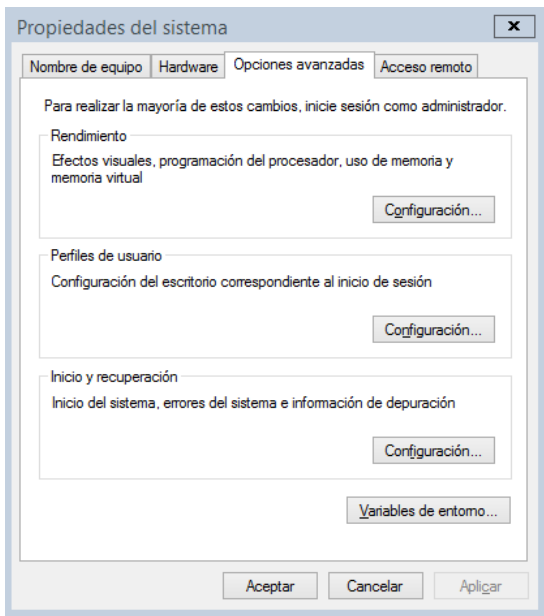 Propiedades del sistema
x
Nombre de equipo
Hardware
Opciones avanzadas
Acceso remoto
Para realizar la mayoría de estos cambios, inicie sesión como administrador.
Rendimiento
Efectos visuales, programación del procesador, uso de memoria y
memoria virtual
Configuración...
Perfiles de usuario
Configuración del escritorio correspondiente al inicio de sesión
Configuración...
Inicio y recuperación
Inicio del sistema, errores del sistema e información de depuración
Configuración...
Variables de entorno...
Aceptar
Cancelar
Aplicar